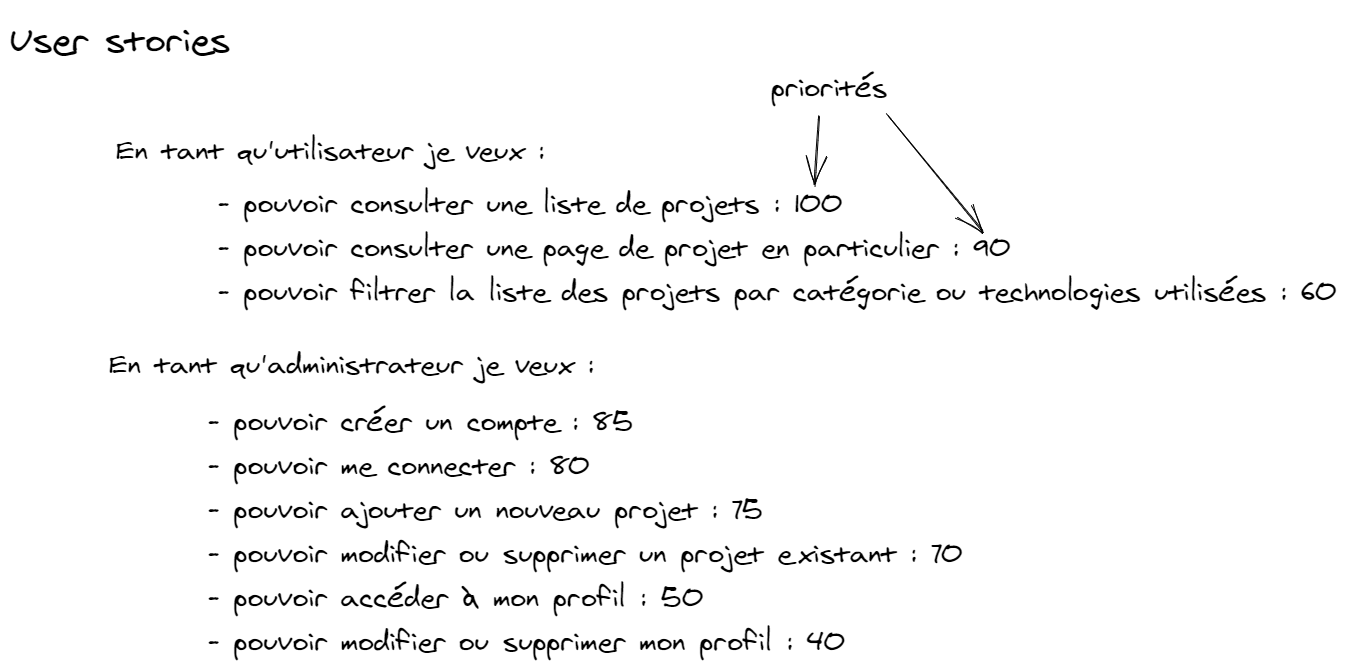 User stories
priorités
En tant qu'utilisateur je veux :
- pouvoir consulter une liste de projets : 100
- pouvoir consulter une page de projet en particulier : 90
- pouvoir filtrer la liste des projets par catégorie ou technologies utilisées : 60
En tant qu'administrateur je veux :
- pouvoir créer un compte : 85
- pouvoir me connecter : 80
- pouvoir ajouter un nouveau projet : 75
- pouvoir modifier ou supprimer un projet existant : 70
- pouvoir accéder à mon profil : 50
- pouvoir modifier ou supprimer mon profil : 40